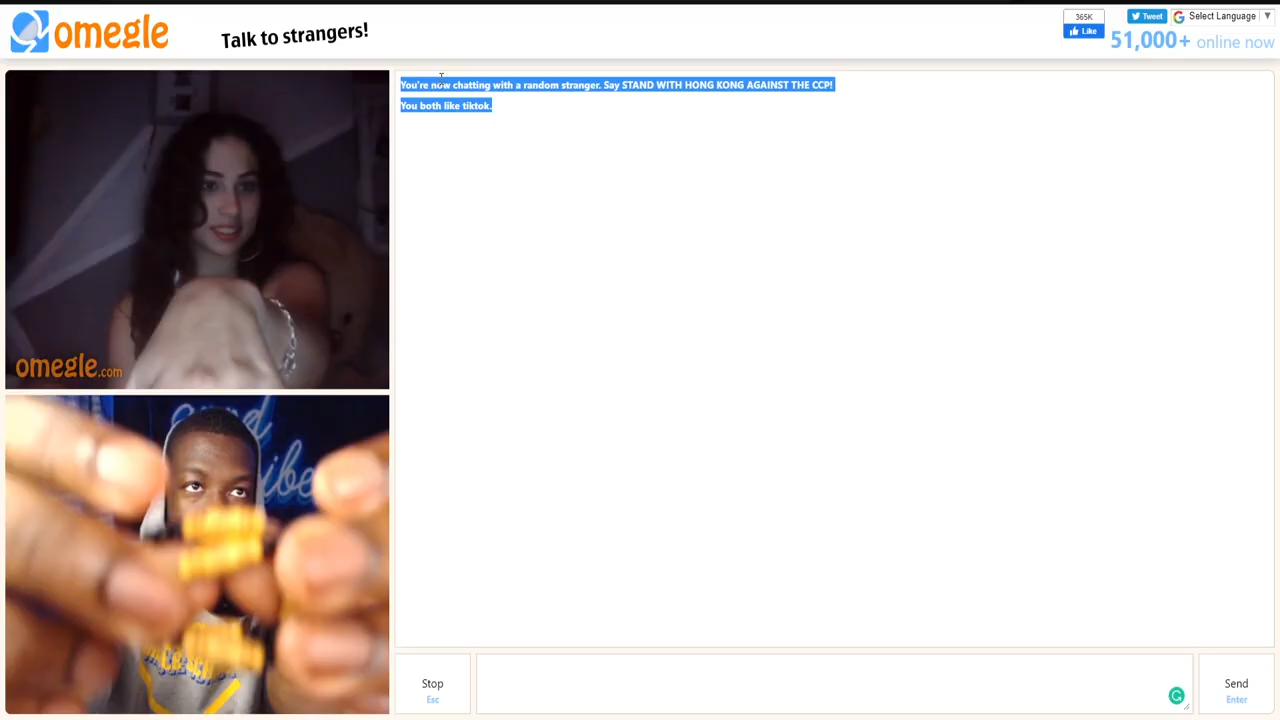 omegle
Talk to strangers!
365K
Like
Tweet
Select Language
51,000+ online now
You're now chatting with a random stranger. Say STAND WITH HONG KONG AGAINST THE CCP!
You both like tiktok.
omegle.com
good
vibe
Stop
Esc
Send
Enter